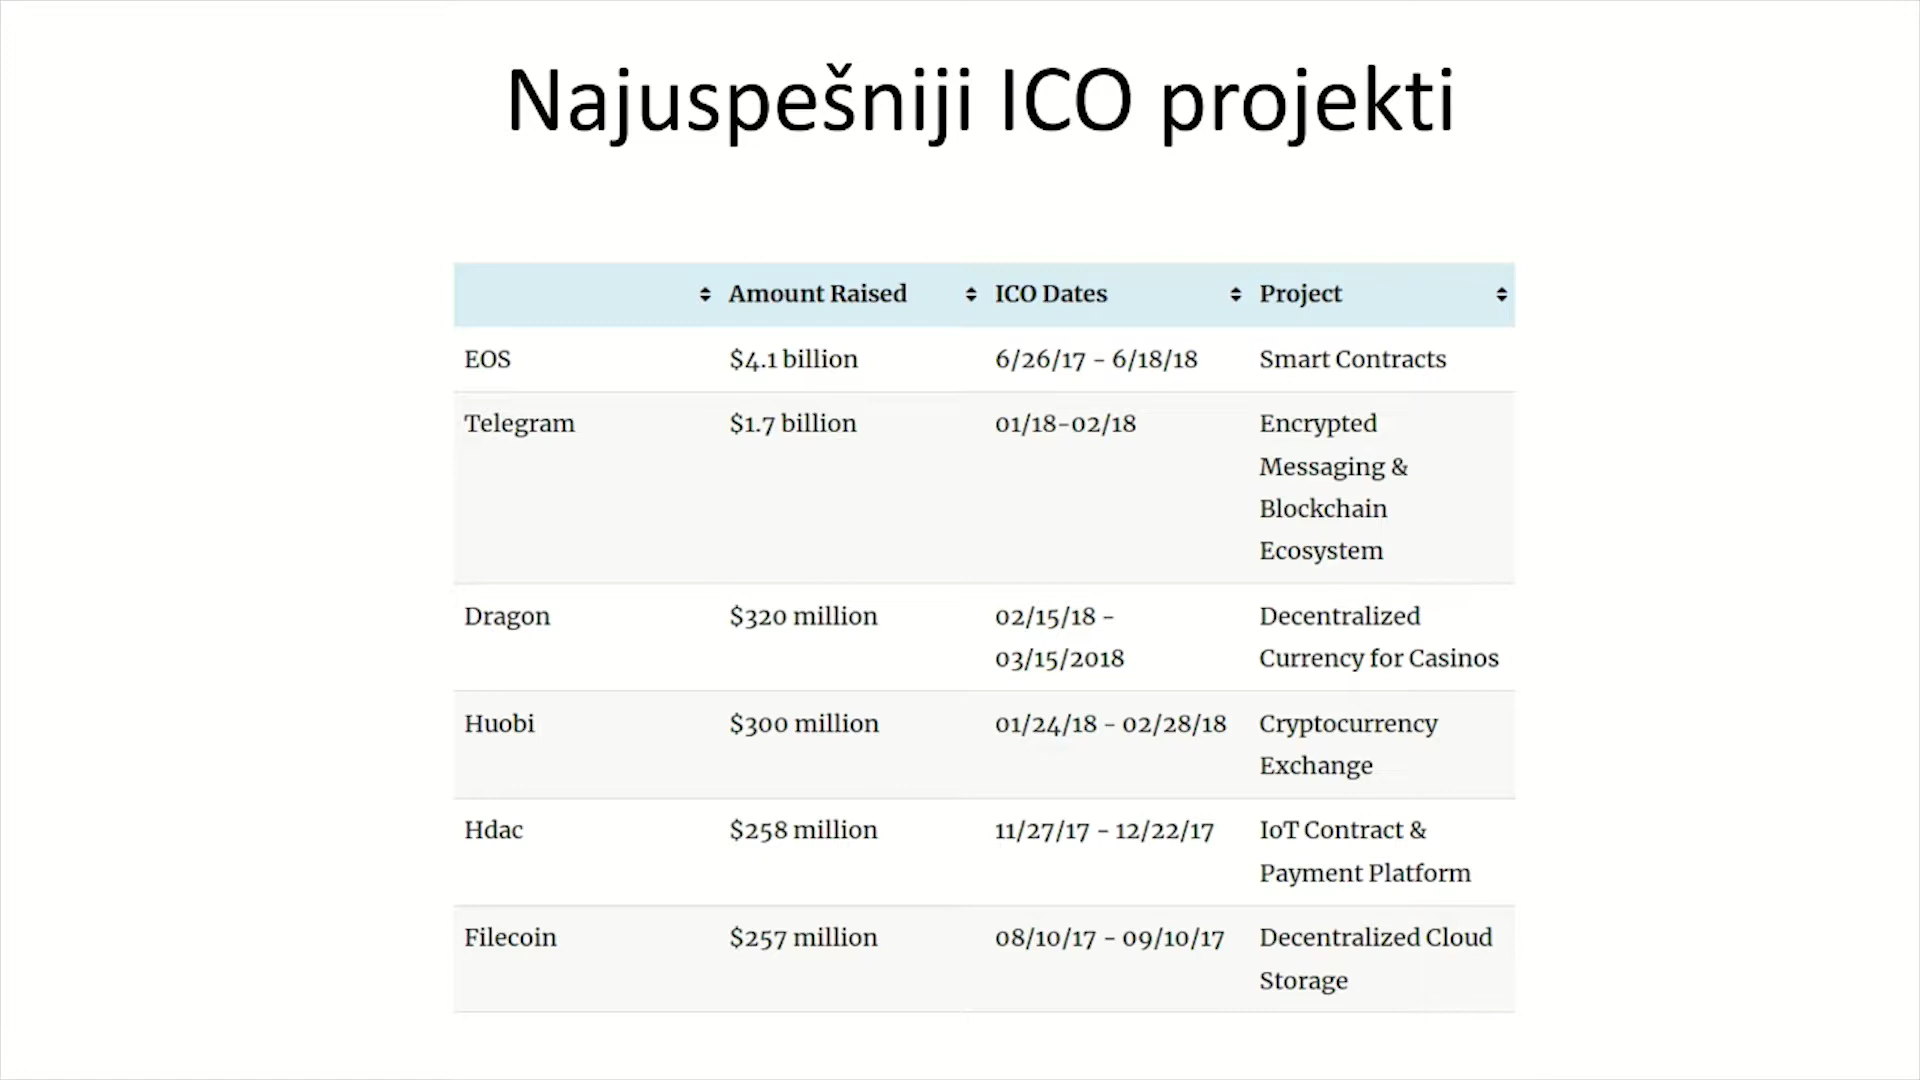 Najuspešniji ICO projekti
Amount Raised ICO Dates Project
EOS $4.1 billion 6/26/17 - 6/18/18 Smart Contracts
Telegram $1.7 billion 01/18-02/18 Encrypted
Messaging &
Blockchain
Ecosystem
Dragon $320 million 02/15/18 - Decentralized
03/15/2018 Currency for Casinos
Huobi $300 million 01/24/18 - 02/28/18 Cryptocurrency
Exchange
Hdac $258 million 11/27/17 - 12/22/17 IoT Contract &
Payment Platform
Filecoin $257 million 08/10/17 - 09/10/17 Decentralized Cloud
Storage